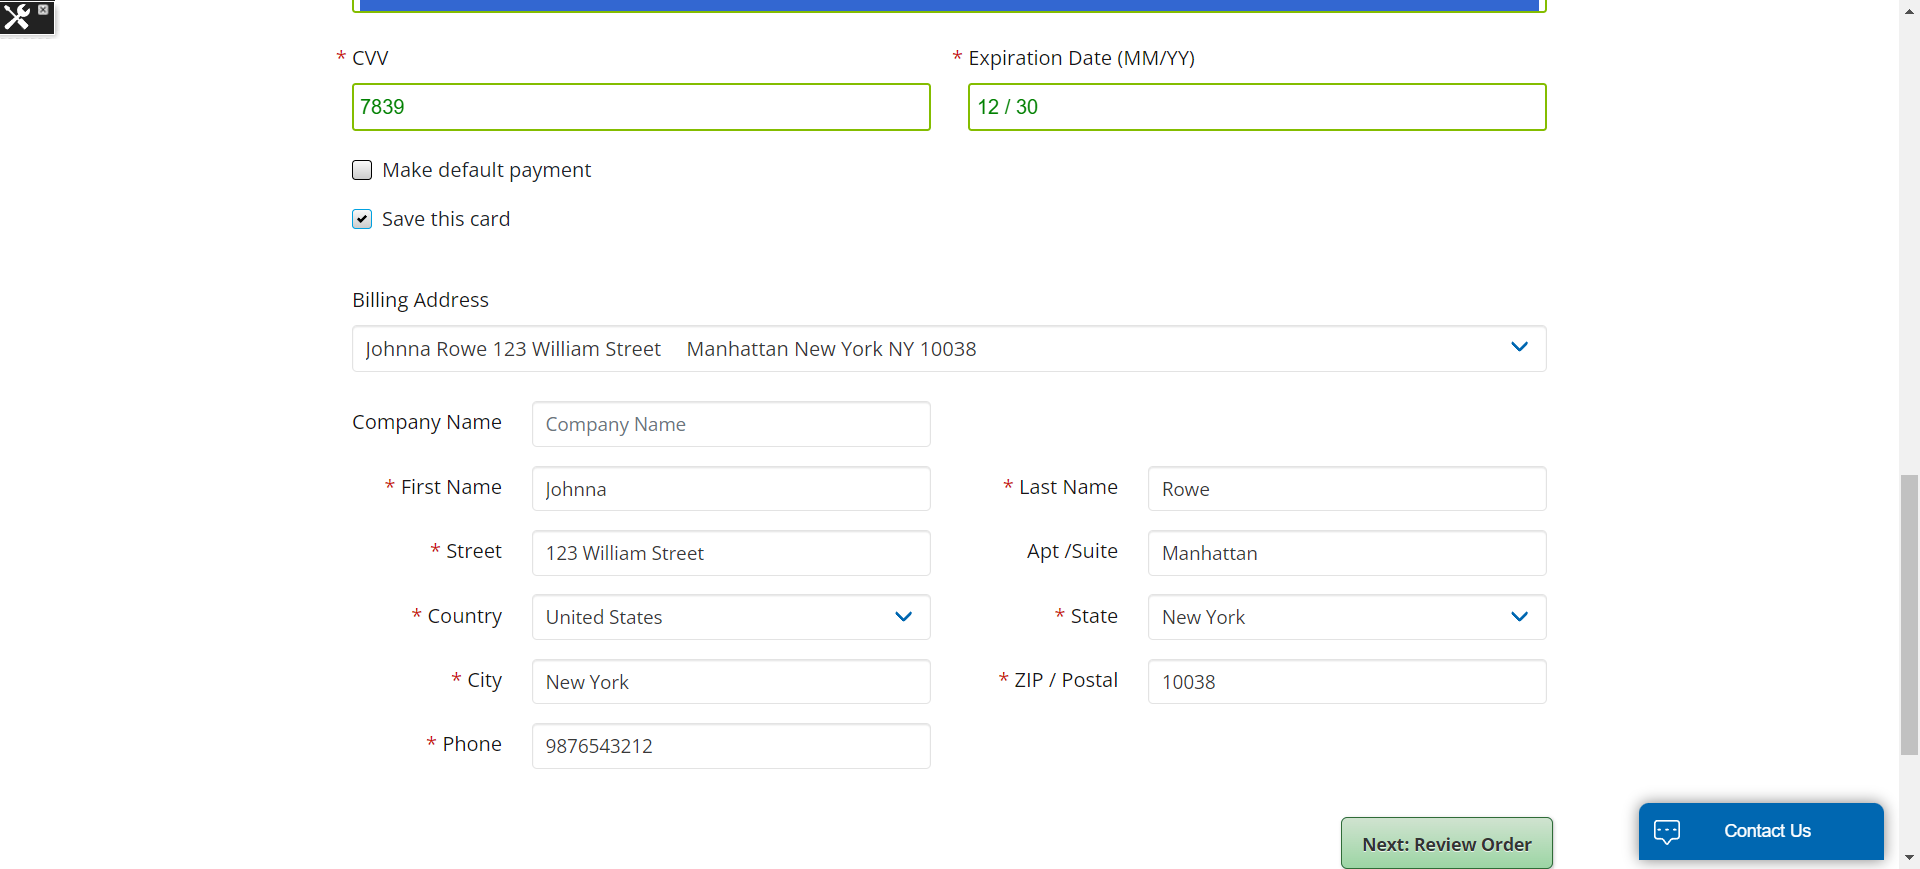 * CVV
* Expiration Date (MM/YY)
7839
12 / 30
Make default payment
Save this card
Billing Address
Johnna Rowe 123 William Street Manhattan New York NY 10038
Company Name
Company Name
* First Name
Johnna
* Last Name
Rowe
* Street
123 William Street
Apt /Suite
Manhattan
* Country
United States
* State
New York
* City
New York
* ZIP / Postal
10038
* Phone
9876543212
Next: Review Order
Contact Us